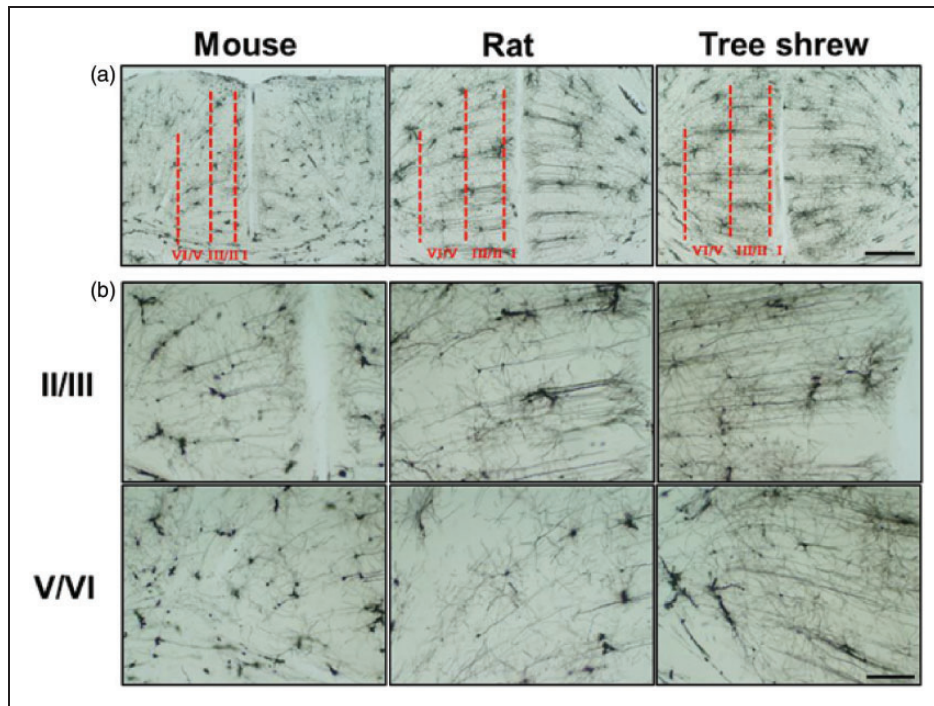 Mouse Rat Tree shrew
(a)
VI/V III/II I VI/V III/II I VI/V III/II I
(b)
II/III
V/VI